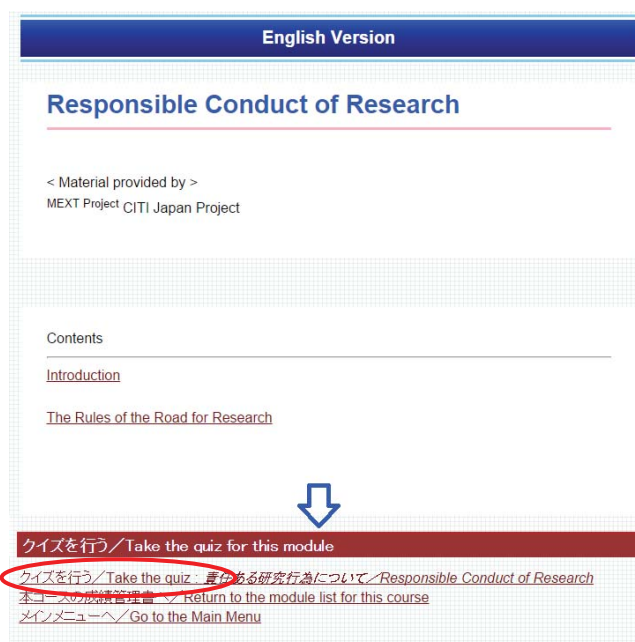 English Version
Responsible Conduct of Research
< Material provided by >
MEXT Project CITI Japan Project
Contents
Introduction
The Rules of the Road for Research
クイズを行う／Take the quiz for this module
クイズを行う／Take the quiz : 責任ある研究行為について／Responsible Conduct of Research
本コースの成績管理書へ／Return to the module list for this course
メインメニューへ／Go to the Main Menu